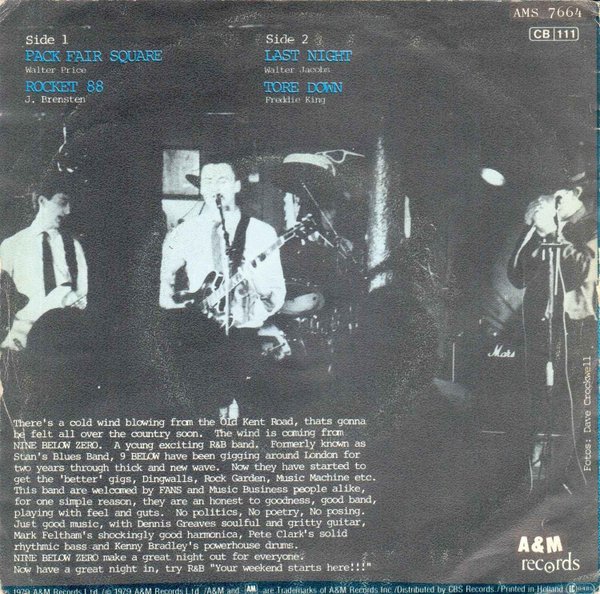 AMS 7664
CB 111
Side 1
PACK FAIR SQUARE
Walter Price
ROCKET 88
J. Brensten
Side 2
LAST NIGHT
Walter Jacobs
TORE DOWN
Freddie King
Marshall
There's a cold wind blowing from the Old Kent Road, thats gonna
be felt all over the country soon. The wind is coming from
NINE BELOW ZERO. A young exciting R&B band. Formerly known as
Stan's Blues Band, 9 BELOW have been gigging around London for
two years through thick and new wave. Now they have started to
get the 'better' gigs, Dingwalls, Rock Garden, Music Machine etc.
This band are welcomed by FANS and Music Business people alike,
for one simple reason, they are an honest to goodness, good band,
playing with feel and guts. No politics, No poetry, No posing.
Just good music, with Dennis Greaves soulful and gritty guitar,
Mark Feltham's shockingly good harmonica, Pete Clark's solid
rhythmic bass and Kenny Bradley's powerhouse drums.
NINE BELOW ZERO make a great night out for everyone.
Now have a great night in, try R&B "Your weekend starts here!!!"
Fotos: Dave Crockwell
A&M
records
1979 A&M Records Ltd. © 1979 A&M Records Ltd./A&M and AM are Trademarks of A&M Records Inc./Distributed by CBS Records./Printed in Holland